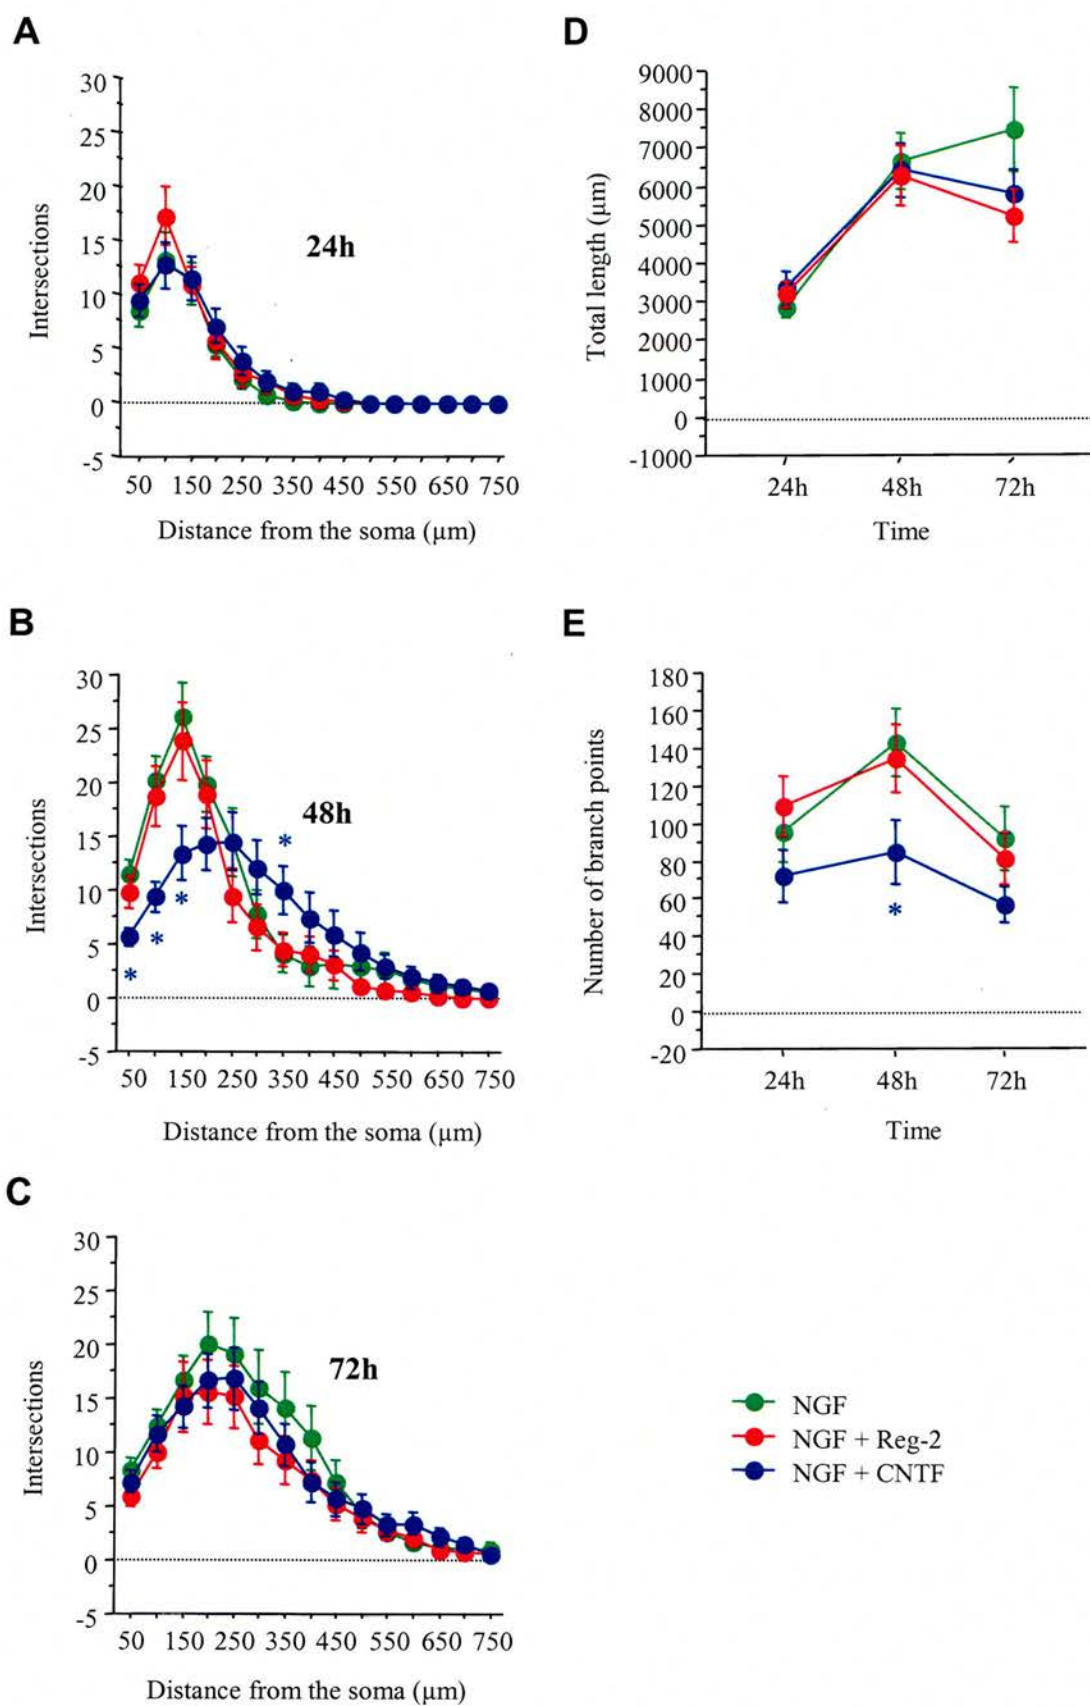 A
30
25
20
15
10
5
0
-5
Intersections
24h
50 150 250 350 450 550 650 750
Distance from the soma (µm)
D
9000
8000
7000
6000
5000
4000
3000
2000
1000
0
-1000
Total length (µm)
24h 48h 72h
Time
B
30
25
20
15
10
5
0
-5
Intersections
48h
*
*
*
*
50 150 250 350 450 550 650 750
Distance from the soma (µm)
E
180
160
140
120
100
80
60
40
20
0
-20
Number of branch points
*
24h 48h 72h
Time
C
30
25
20
15
10
5
0
-5
Intersections
72h
50 150 250 350 450 550 650 750
Distance from the soma (µm)
NGF
NGF + Reg-2
NGF + CNTF